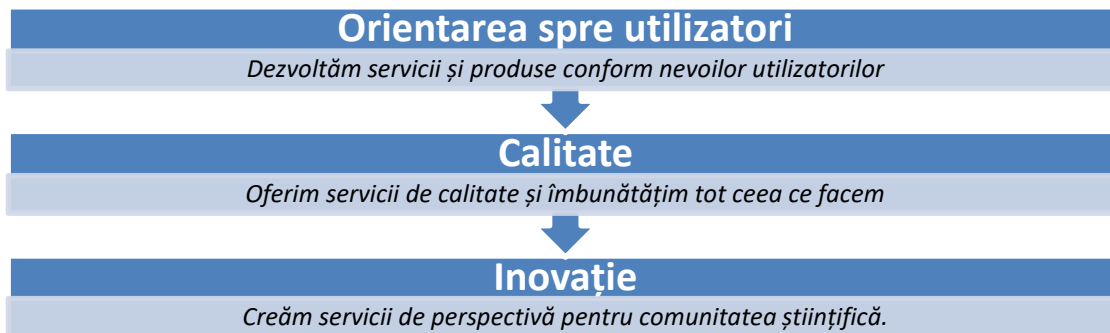 Orientarea spre utilizatori
Dezvoltăm servicii și produse conform nevoilor utilizatorilor
Calitate
Oferim servicii de calitate și îmbunătățim tot ceea ce facem
Inovație
Creăm servicii de perspectivă pentru comunitatea științifică.